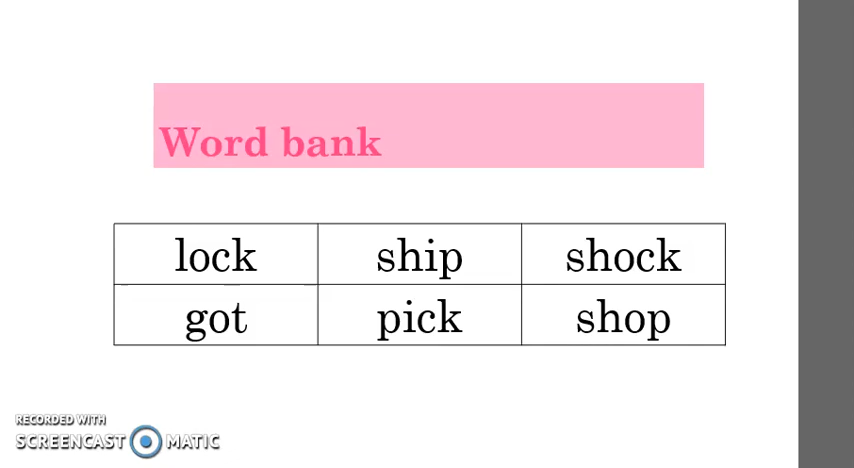 Word bank
lock ship shock
got pick shop
RECORDED WITH
SCREENCAST MATIC